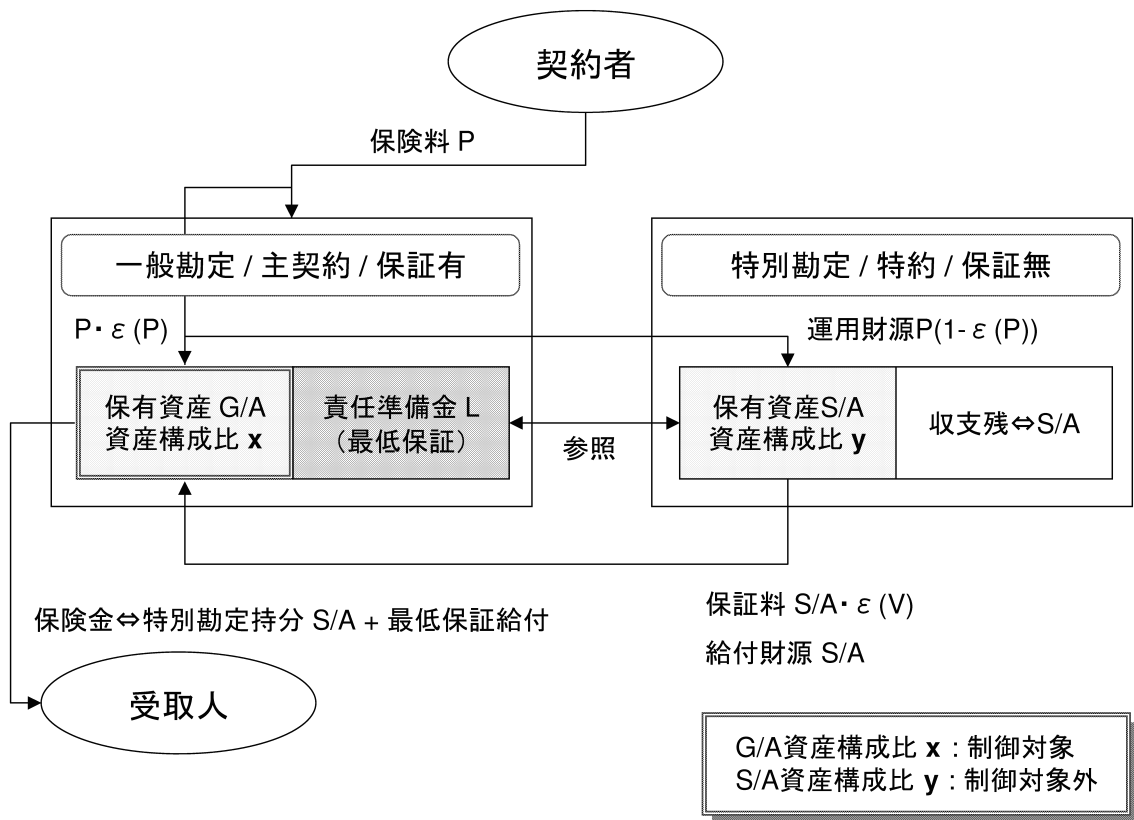 契約者
保険料 P
一般勘定 / 主契約 / 保証有
特別勘定 / 特約 / 保証無
P・ε(P)
運用財源P(1-ε(P))
保有資産 G/A
資産構成比 x
責任準備金 L
（最低保証）
参照
保有資産S/A
資産構成比 y
収支残⇔S/A
保証料 S/A・ε(V)
給付財源 S/A
保険金⇔特別勘定持分 S/A + 最低保証給付
受取人
G/A資産構成比 x : 制御対象
S/A資産構成比 y : 制御対象外